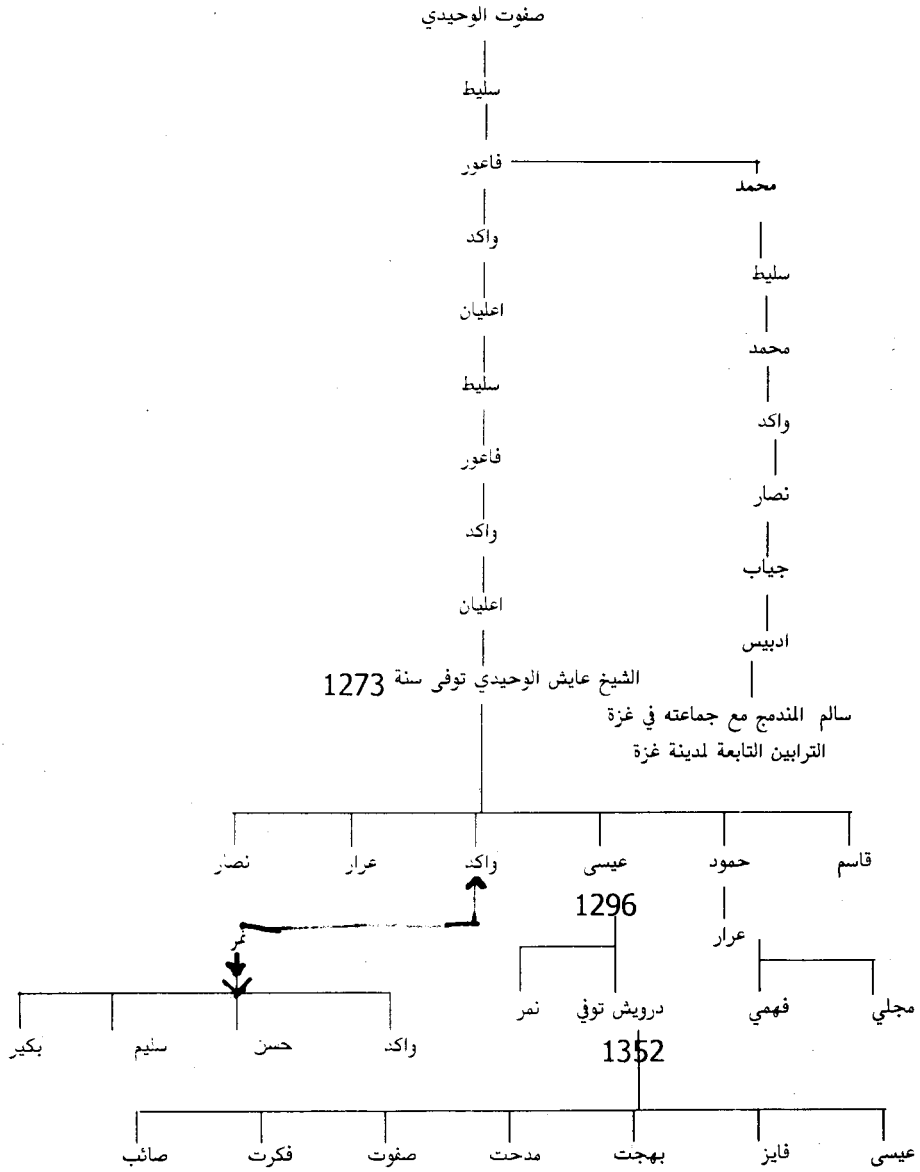 صفوت الوحيدي
سليط
فاعور
محمد
واكد
سليط
اعليان
محمد
سليط
واكد
فاعور
نصار
واكد
جياب
اعليان
ادبيس
الشيخ عايش الوحيدي توفى سنة 1273
سالم المندمج مع جماعته في غزة
الترابين التابعة لمدينة غزة
قاسم حمود عيسى واكد عرار نصار
1296
عرار نمر
مجلي فهمي درويش توفي نمر واكد حسن سليم بكير
1352
عيسى فايز بهجت مدحت صفوت فكرت صائب